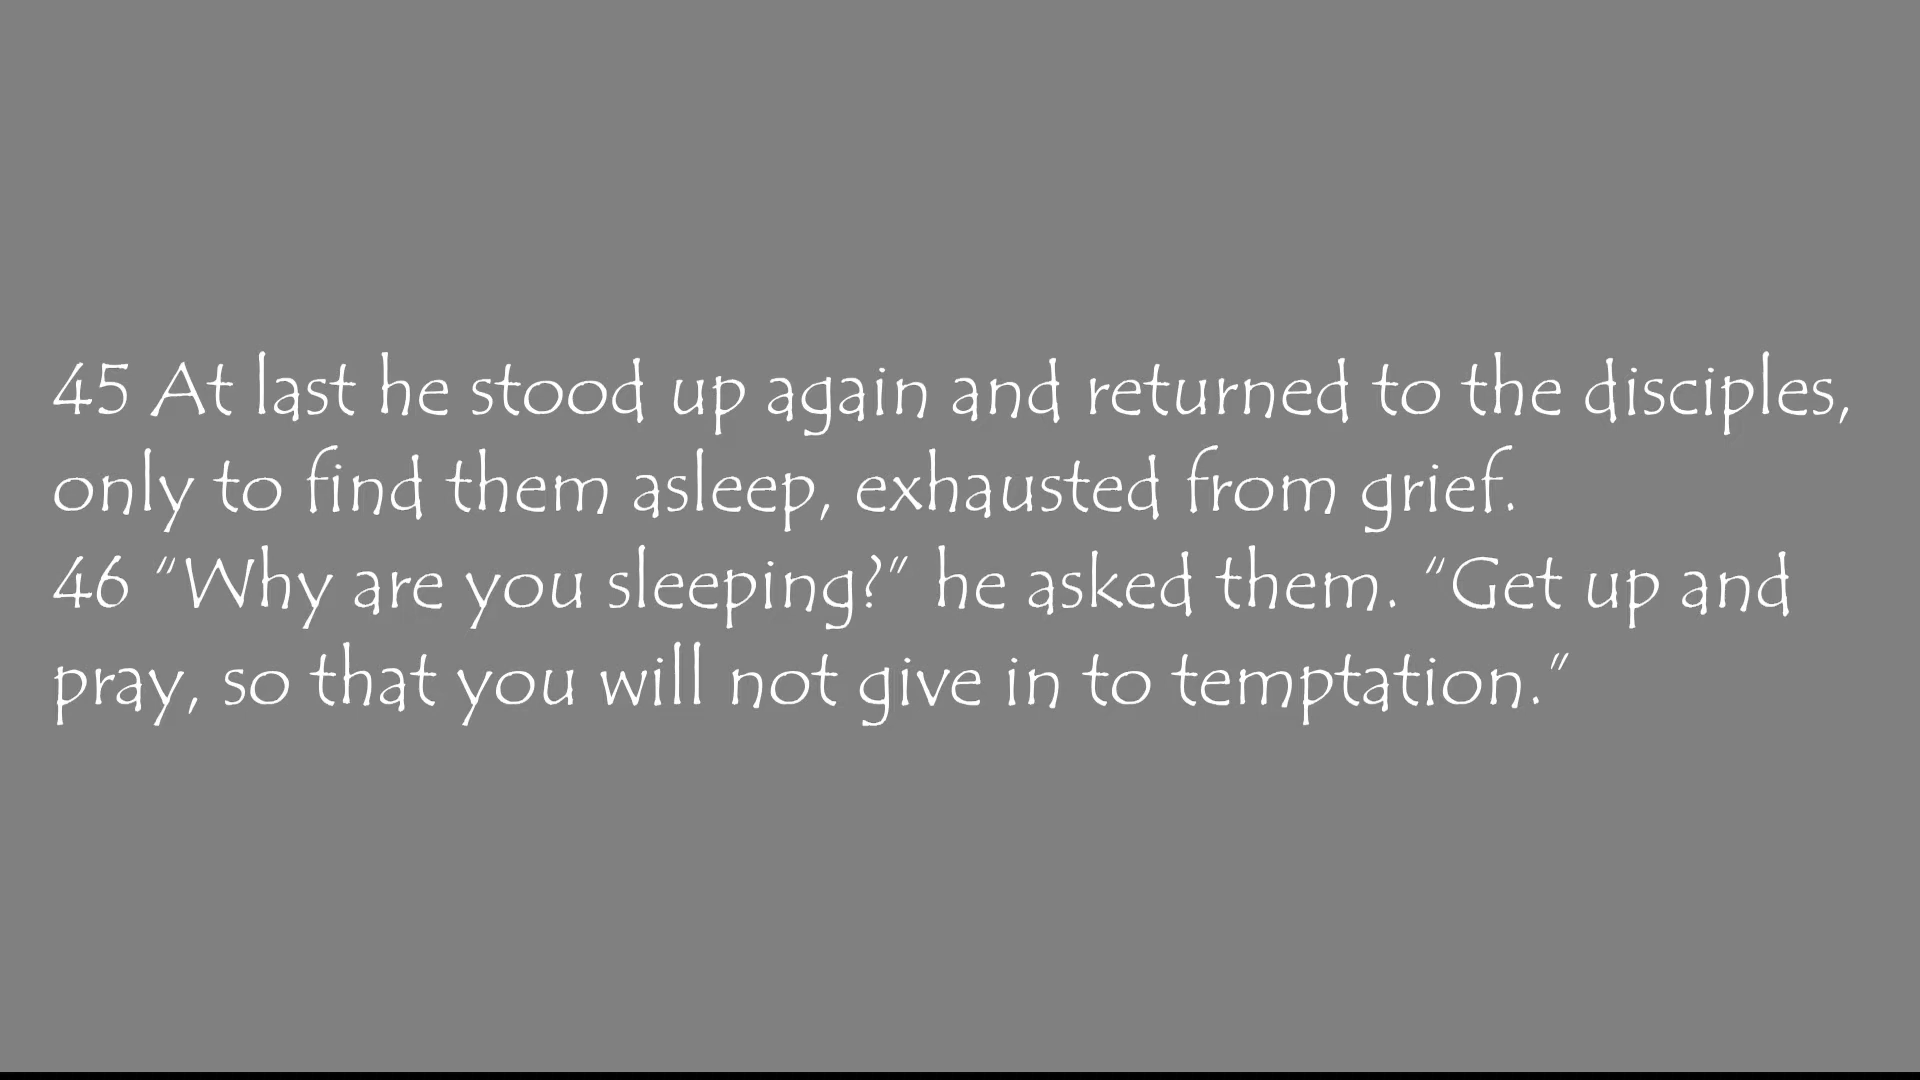 45 At last he stood up again and returned to the disciples,
only to find them asleep, exhausted from grief.
46 “Why are you sleeping?” he asked them. “Get up and
pray, so that you will not give in to temptation.”